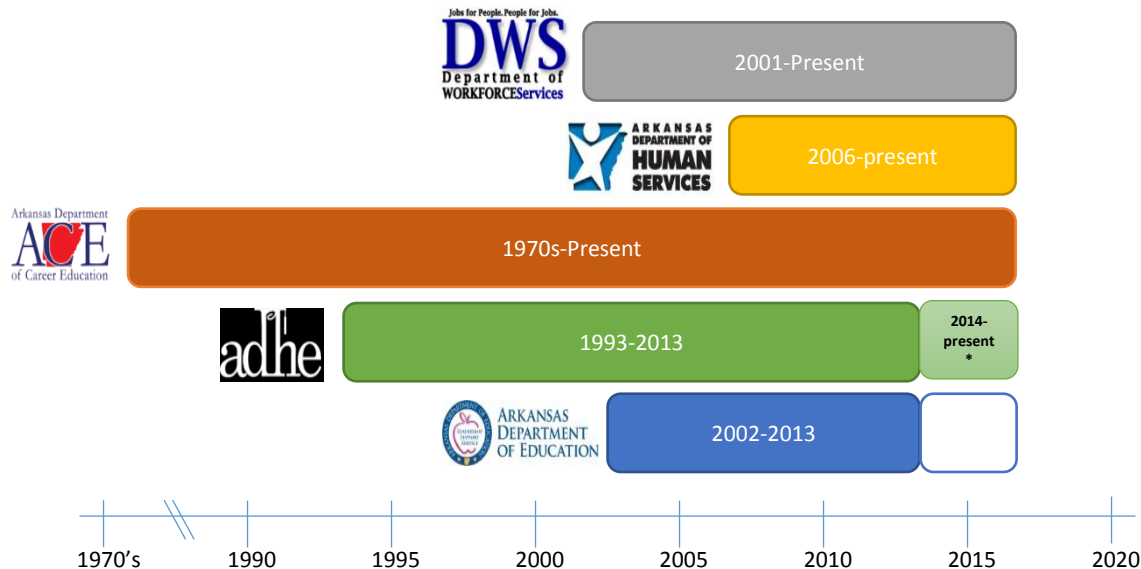 Jobs for People. People for Jobs.
DWS
Department of
WORKFORCEServices
2001-Present
ARKANSAS
DEPARTMENT OF
HUMAN
SERVICES
2006-present
Arkansas Department
ACE
of Career Education
1970s-Present
adhe
1993-2013
2014-
present
*
ARKANSAS
DEPARTMENT
OF EDUCATION
2002-2013
1970's 1990 1995 2000 2005 2010 2015 2020